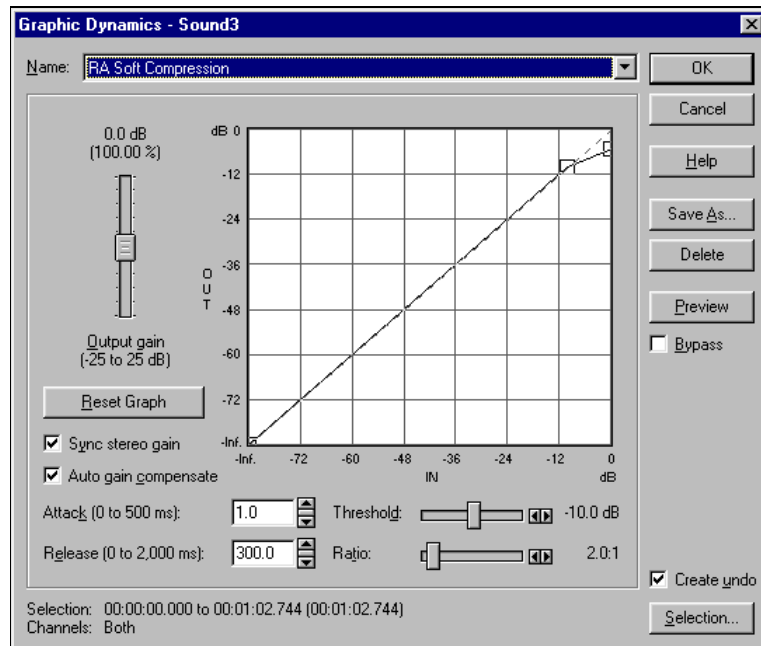 Graphic Dynamics - Sound3
Name: RA Soft Compression
OK
Cancel
Help
Save As...
Delete
Preview
Bypass
0.0 dB
(100.00 %)
Output gain
(-25 to 25 dB)
Reset Graph
Sync stereo gain
Auto gain compensate
dB 0
-12
-24
-36
-48
-60
-72
-Inf.
OUT
-Inf. -72 -60 -48 -36 -24 -12 0
IN dB
Attack (0 to 500 ms): 1.0 Threshold: -10.0 dB
Release (0 to 2,000 ms): 300.0 Ratio: 2.0:1
Create undo
Selection: 00:00:00.000 to 00:01:02.744 (00:01:02.744)
Channels: Both
Selection...